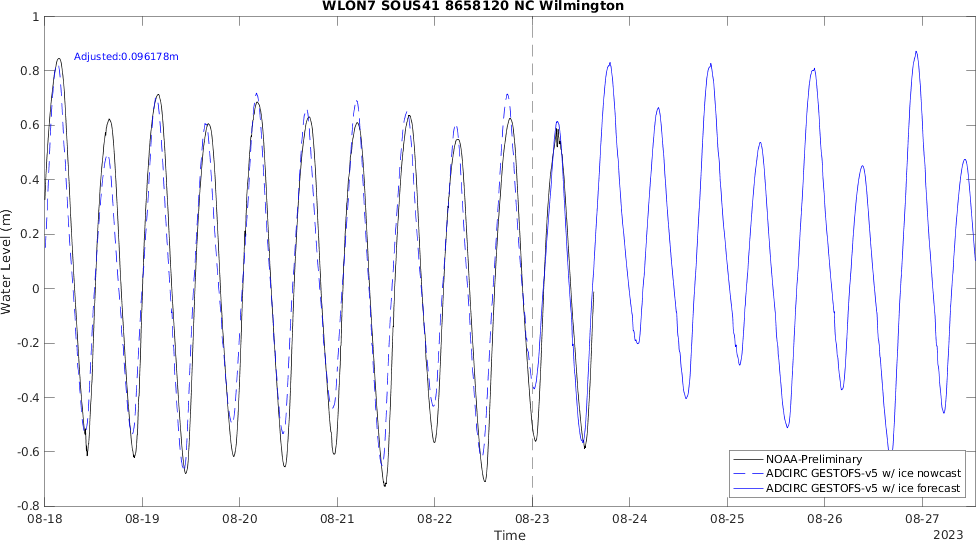 WLON7 SOUS41 8658120 NC Wilmington
Adjusted:0.096178m
1
0.8
0.6
0.4
0.2
0
-0.2
-0.4
-0.6
-0.8
Water Level (m)
NOAA-Preliminary
ADCIRC GESTOFS-v5 w/ ice nowcast
ADCIRC GESTOFS-v5 w/ ice forecast
08-18 08-19 08-20 08-21 08-22 08-23 08-24 08-25 08-26 08-27
Time
2023